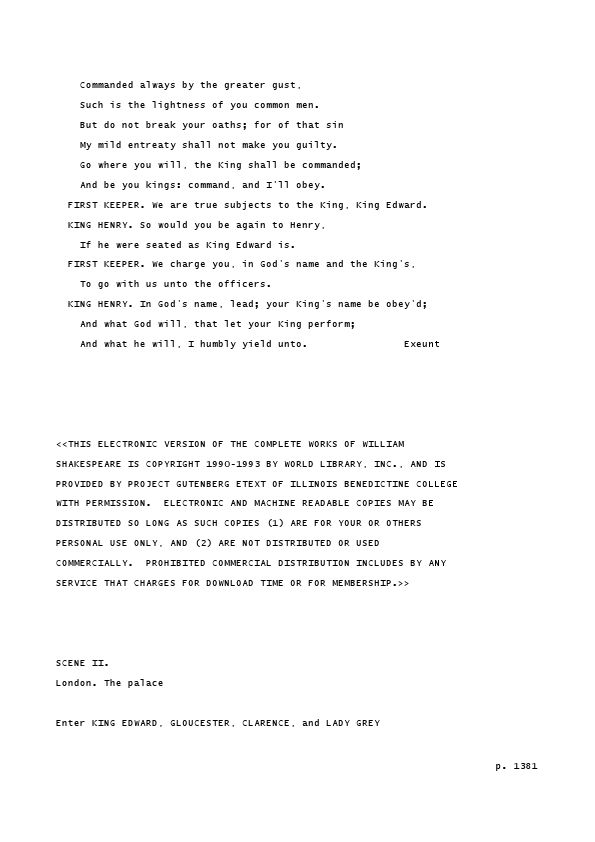 Commanded always by the greater gust,
Such is the lightness of you common men.
But do not break your oaths; for of that sin
My mild entreaty shall not make you guilty.
Go where you will, the King shall be commanded;
And be you kings: command, and I'll obey.
FIRST KEEPER. We are true subjects to the King, King Edward.
KING HENRY. So would you be again to Henry,
If he were seated as King Edward is.
FIRST KEEPER. We charge you, in God's name and the King's,
To go with us unto the officers.
KING HENRY. In God's name, lead; your King's name be obey'd;
And what God will, that let your King perform;
And what he will, I humbly yield unto. Exeunt
<<THIS ELECTRONIC VERSION OF THE COMPLETE WORKS OF WILLIAM
SHAKESPEARE IS COPYRIGHT 1990-1993 BY WORLD LIBRARY, INC., AND IS
PROVIDED BY PROJECT GUTENBERG ETEXT OF ILLINOIS BENEDICTINE COLLEGE
WITH PERMISSION. ELECTRONIC AND MACHINE READABLE COPIES MAY BE
DISTRIBUTED SO LONG AS SUCH COPIES (1) ARE FOR YOUR OR OTHERS
PERSONAL USE ONLY, AND (2) ARE NOT DISTRIBUTED OR USED
COMMERCIALLY. PROHIBITED COMMERCIAL DISTRIBUTION INCLUDES BY ANY
SERVICE THAT CHARGES FOR DOWNLOAD TIME OR FOR MEMBERSHIP.>>
SCENE II.
London. The palace
Enter KING EDWARD, GLOUCESTER, CLARENCE, and LADY GREY
p. 1381